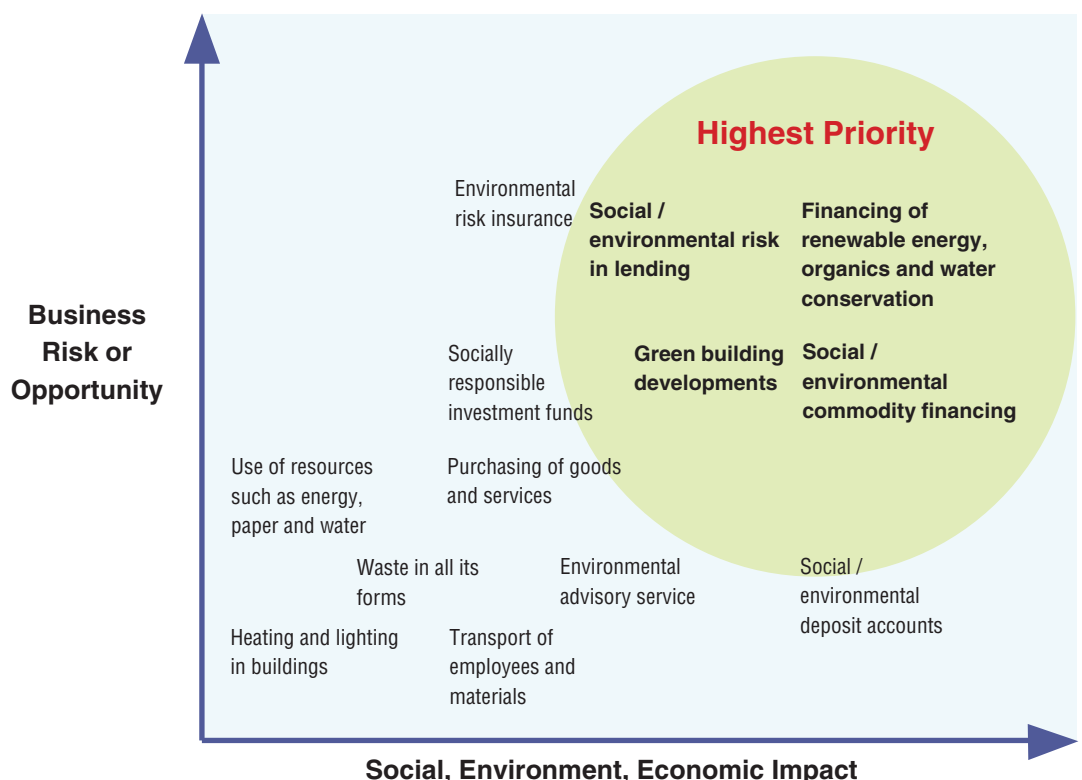 Highest Priority
Environmental
risk insurance
Social /
environmental risk
in lending
Financing of
renewable energy,
organics and water
conservation
Business
Risk or
Opportunity
Socially
responsible
investment funds
Green building
developments
Social /
environmental
commodity financing
Use of resources
such as energy,
paper and water
Purchasing of goods
and services
Waste in all its
forms
Environmental
advisory service
Social /
environmental
deposit accounts
Heating and lighting
in buildings
Transport of
employees and
materials
Social, Environment, Economic Impact